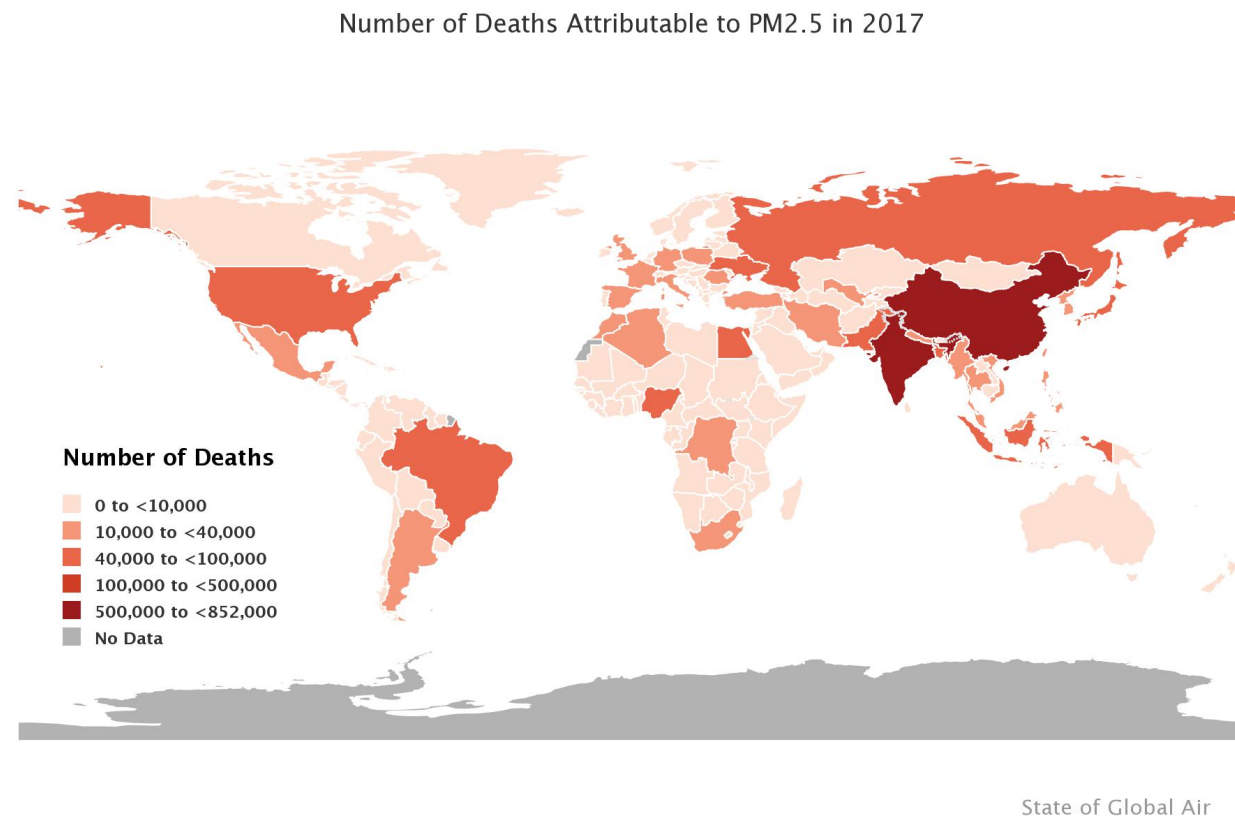 Number of Deaths Attributable to PM2.5 in 2017
Number of Deaths
0 to <10,000
10,000 to <40,000
40,000 to <100,000
100,000 to <500,000
500,000 to <852,000
No Data
State of Global Air